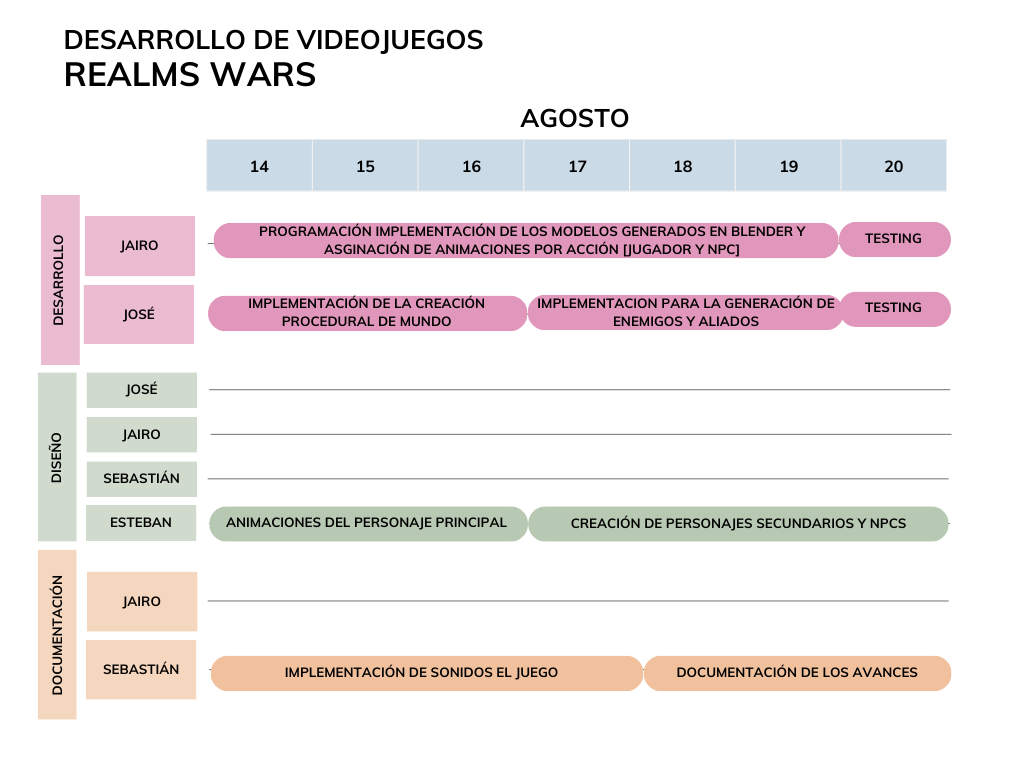 DESARROLLO DE VIDEOJUEGOS
REALMS WARS
AGOSTO
14 15 16 17 18 19 20
DESARROLLO
JAIRO
PROGRAMACIÓN IMPLEMENTACIÓN DE LOS MODELOS GENERADOS EN BLENDER Y
ASGINACIÓN DE ANIMACIONES POR ACCIÓN [JUGADOR Y NPC]
TESTING
JOSÉ
IMPLEMENTACIÓN DE LA CREACIÓN
PROCEDURAL DE MUNDO
IMPLEMENTACION PARA LA GENERACIÓN DE
ENEMIGOS Y ALIADOS
TESTING
DISEÑO
JOSÉ
JAIRO
SEBASTIÁN
ESTEBAN
ANIMACIONES DEL PERSONAJE PRINCIPAL
CREACIÓN DE PERSONAJES SECUNDARIOS Y NPCS
DOCUMENTACIÓN
JAIRO
SEBASTIÁN
IMPLEMENTACIÓN DE SONIDOS EL JUEGO
DOCUMENTACIÓN DE LOS AVANCES